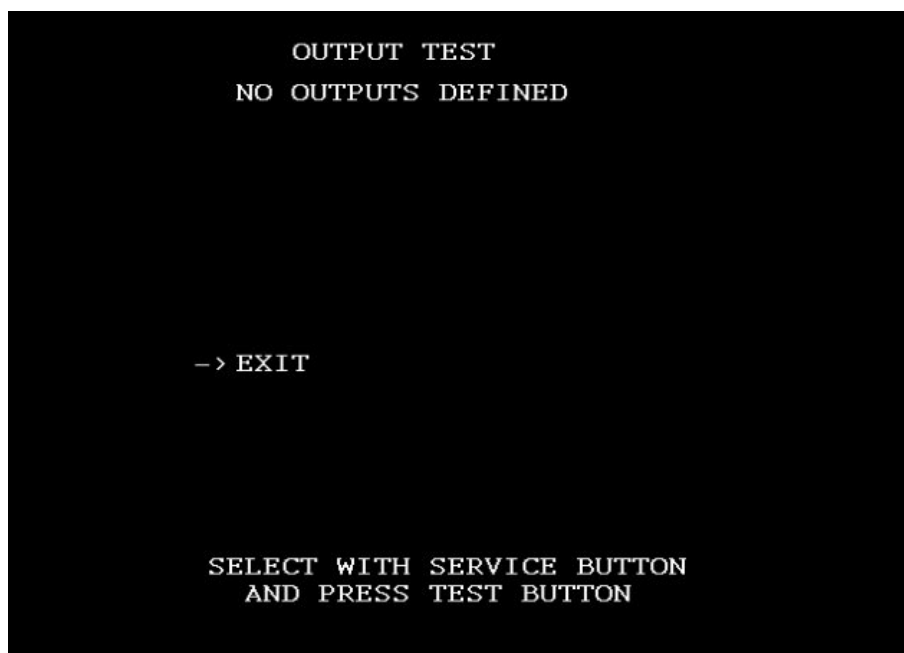 OUTPUT TEST
NO OUTPUTS DEFINED
-> EXIT
SELECT WITH SERVICE BUTTON
AND PRESS TEST BUTTON